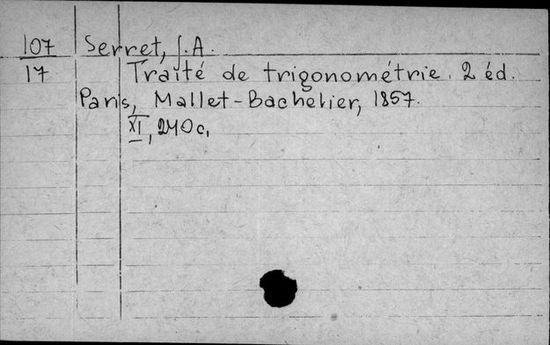 107 Serret, J.A.
17 Traité de trigonométrie. 2 éd.
Paris, Mallet-Bachelier, 1857.
XI, 240 c.